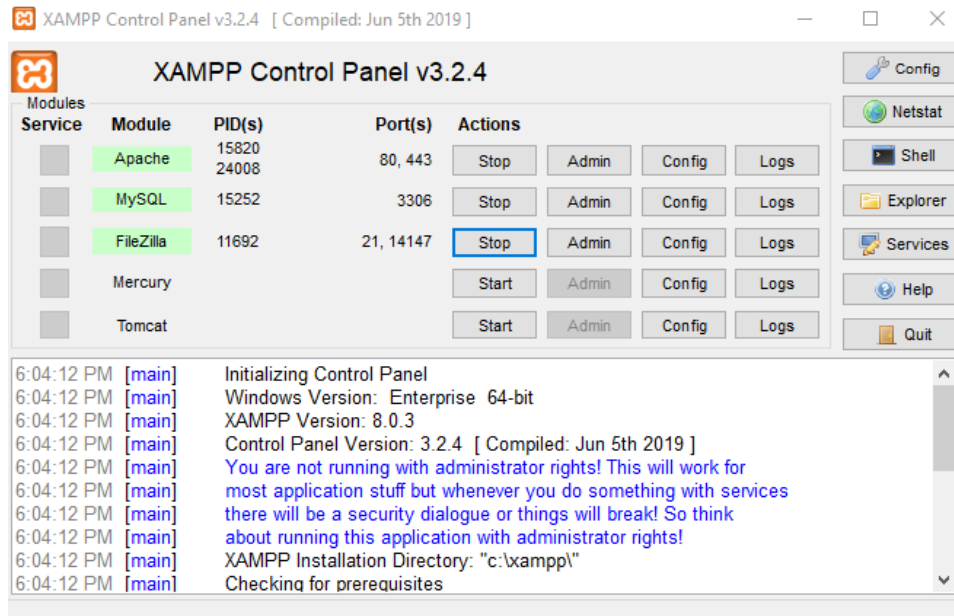 XAMPP Control Panel v3.2.4 [ Compiled: Jun 5th 2019 ]
XAMPP Control Panel v3.2.4
Config
Modules
Service Module PID(s) Port(s) Actions
Netstat
Apache 15820 24008 80, 443 Stop Admin Config Logs
Shell
MySQL 15252 3306 Stop Admin Config Logs
Explorer
FileZilla 11692 21, 14147 Stop Admin Config Logs
Services
Mercury Start Admin Config Logs
Help
Tomcat Start Admin Config Logs
Quit
6:04:12 PM [main] Initializing Control Panel
6:04:12 PM [main] Windows Version: Enterprise 64-bit
6:04:12 PM [main] XAMPP Version: 8.0.3
6:04:12 PM [main] Control Panel Version: 3.2.4 [ Compiled: Jun 5th 2019 ]
6:04:12 PM [main] You are not running with administrator rights! This will work for
6:04:12 PM [main] most application stuff but whenever you do something with services
6:04:12 PM [main] there will be a security dialogue or things will break! So think
6:04:12 PM [main] about running this application with administrator rights!
6:04:12 PM [main] XAMPP Installation Directory: "c:\xampp\"
6:04:12 PM [main] Checking for prerequisites